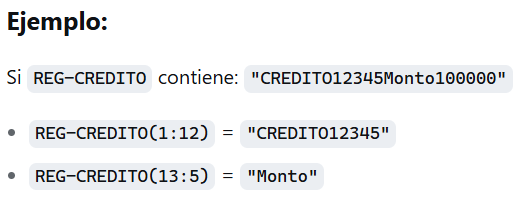 Ejemplo:
Si REG-CREDITO contiene: "CREDITO12345Monto100000"
• REG-CREDITO(1:12) = "CREDITO12345"
• REG-CREDITO(13:5) = "Monto"